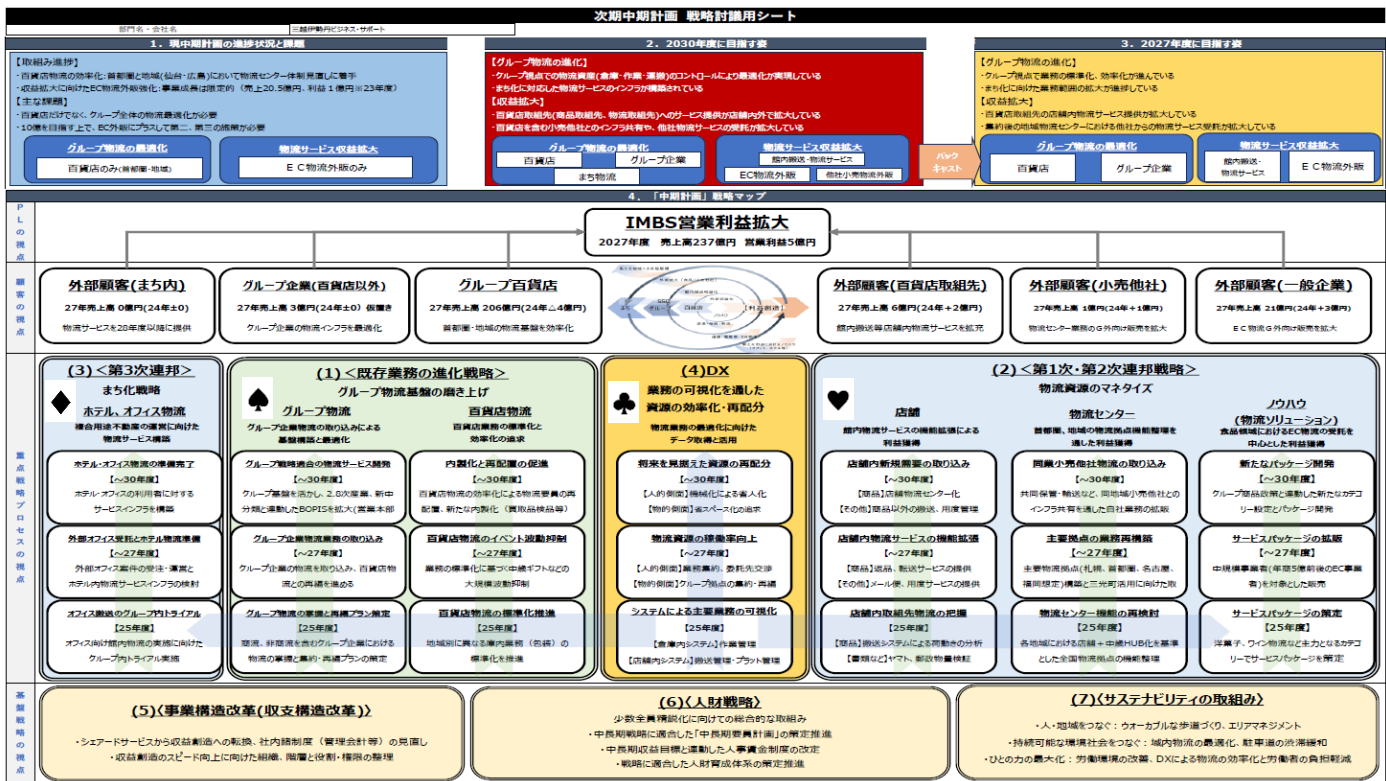 次期中期計画 戦略討議用シート
部門名・会社名
三越伊勢丹ビジネス・サポート
1．現中期計画の進捗状況と課題
【取組み進捗】
・百貨店物流の効率化：首都圏と地域(仙台・広島)において物流センター体制見直しに着手
・収益拡大に向けたEC物流外販強化：事業成長は限定的（売上20.5億円、利益１億円※23年度）
【主な課題】
・百貨店だけでなく、グループ全体の物流最適化が必要
・10億を目指す上で、EC外販にプラスして第二、第三の施策が必要
グループ物流の最適化
百貨店のみ(首都圏・地域)
物流サービス収益拡大
ＥＣ物流外販のみ
2．2030年度に目指す姿
【グループ物流の進化】
・グループ視点での物流資産(倉庫・作業・運搬)のコントロールにより最適化が実現している
・まち化に対応した物流サービスのインフラが構築されている
【収益拡大】
・百貨店取引先(商品取組先、物流取組先)へのサービス提供が店舗内外で拡大している
・百貨店を含む小売他社とのインフラ共有や、他社物流サービスの受託が拡大している
グループ物流の最適化
百貨店
グループ企業
まち物流
物流サービス収益拡大
館内搬送・物流サービス
EC物流外販
他社小売物流外販
バック
キャスト
3．2027年度に目指す姿
【グループ物流の進化】
・グループ視点で業務の標準化、効率化が進んでいる
・まち化に向けた業務範囲の拡大が進捗している
【収益拡大】
・百貨店取組先の店舗内物流サービス提供が拡大している
・集約後の地域物流センターにおける他社からの物流サービス受託が拡大している
グループ物流の最適化
百貨店
グループ企業
物流サービス収益拡大
館内搬送・
物流サービス
ＥＣ物流外販
4．「中期計画」戦略マップ
PLの視点
IMBS営業利益拡大
2027年度　売上高237億円　営業利益5億円
顧客の視点
外部顧客(まち内)
27年売上高 0億円(24年±0)
物流サービスを28年度以降に提供
グループ企業(百貨店以外)
27年売上高 3億円(24年±0) 仮置き
グループ企業の物流インフラを最適化
グループ百貨店
27年売上高 206億円(24年△4億円)
首都圏・地域の物流基盤を効率化
グループ
百貨店
【利益創造】
外部顧客(百貨店取組先)
27年売上高 6億円(24年＋2億円)
館内搬送等店舗内物流サービスを拡充
外部顧客(小売他社)
27年売上高 1億円(24年＋1億円)
物流センター業務のＧ外向け販売を拡大
外部顧客(一般企業)
27年売上高 21億円(24年＋3億円)
ＥＣ物流Ｇ外向け販売を拡大
重点戦略プロセスの視点
(3)＜第3次連邦＞
まち化戦略
♦
ホテル、オフィス物流
複合用途不動産の運営に向けた
物流サービス構築
ホテル・オフィス物流の準備完了
【～30年度】
ホテル・オフィスの利用者に対する
サービスインフラを構築
外部オフィス受託とホテル物流準備
【～27年度】
外部オフィス案件の受注・運営と
ホテル内物流サービスインフラの検討
オフィス搬送のグループ内トライアル
【25年度】
オフィス向け館内物流の実施に向けた
グループ内トライアル実施
(1)＜既存業務の進化戦略＞
グループ物流基盤の磨き上げ
♠
グループ物流
グループ企業物流の取り込みによる
基盤構築と最適化
グループ戦略適合の物流サービス開発
【～30年度】
グループ基盤を活かし、2.8次産業、新中
分類と連動したBOPISを拡大(営業本部
グループ企業物流業務の取り込み
【～27年度】
グループ企業の物流を取り込み、百貨店物
流との再編を進める
グループ物流の掌握と再編プラン策定
【25年度】
商流、非商流を含むグループ企業における
物流の掌握と集約・再編プランの策定
百貨店物流
百貨店業務の標準化と
効率化の追求
内製化と再配置の促進
【～30年度】
百貨店物流の効率化による物流要員の再
配置、新たな内製化（買取品検品等）
百貨店物流のイベント波動抑制
【～27年度】
業務の標準化に基づく中継ギフトなどの
大規模波動抑制
百貨店物流の標準化推進
【25年度】
地域別に異なる庫内業務（包装）の
標準化を推進
(4)DX
♣
業務の可視化を通した
資源の効率化・再配分
物流業務の最適化に向けた
データ取得と活用
将来を見据えた資源の再配分
【～30年度】
【人的側面】機械化による省人化
【物的側面】省スペース化の追求
物流資源の稼働率向上
【～27年度】
【人的側面】業務集約、委託先交渉
【物的側面】グループ拠点の集約・再編
システムによる主要業務の可視化
【25年度】
【倉庫内システム】作業管理
【店舗内システム】搬送管理・プラット管理
(2)＜第1次・第2次連邦戦略＞
物流資源のマネタイズ
♥
店舗
館内物流サービスの機能拡張による
利益獲得
店舗内新規需要の取り込み
【～30年度】
【商品】店舗物流センター化
【その他】商品以外の搬送、用度管理
店舗内物流サービスの機能拡張
【～27年度】
【商品】返品、転送サービスの提供
【その他】メール便、用度サービスの提供
店舗内取組先物流の把握
【25年度】
【商品】搬送システムによる荷動きの分析
【書類など】ヤマト、郵政物量検証
物流センター
首都圏、地域の物流拠点機能整理を
通した利益獲得
同業小売他社物流の取り込み
【～30年度】
共同保管・輸送など、同地域小売他社との
インフラ共有を通した自社業務の拡販
主要拠点の業務再構築
【～27年度】
主要物流拠点(札幌、首都圏、名古屋、
福岡想定)構築と三光町活用に向けた取
物流センター機能の再検討
【25年度】
各地域における店舗＋中継HUB化を基準
とした全国物流拠点の機能整理
ノウハウ
(物流ソリューション)
食品領域におけるEC物流の受託を
中心とした利益獲得
新たなパッケージ開発
【～30年度】
グループ商品政策と連動した新たなカテゴ
リー設定とパッケージ開発
サービスパッケージの拡販
【～27年度】
中規模事業者(年商5億前後のEC事業
者)を対象とした販売
サービスパッケージの策定
【25年度】
洋菓子、ワイン物流など主力となるカテゴ
リーでサービスパッケージを策定
基盤戦略の視点
(5)〈事業構造改革(収支構造改革)〉
・シェアードサービスから収益創造への転換、社内諸制度（管理会計等）の見直し
・収益創造のスピード向上に向けた組織、階層と役割・権限の整理
(6)〈人財戦略〉
少数全員精鋭化に向けての総合的な取組み
・中長期戦略に適合した「中長期要員計画」の策定推進
・中長期収益目標と連動した人事賃金制度の改定
・戦略に適合した人財育成体系の策定推進
(7)〈サステナビリティの取組み〉
・人・地域をつなぐ：ウォーカブルな歩道づくり、エリアマネジメント
・持続可能な環境社会をつなぐ：域内物流の最適化、駐車道の渋滞緩和
・ひとの力の最大化：労働環境の改善、DXによる物流の効率化と労働者の負担軽減